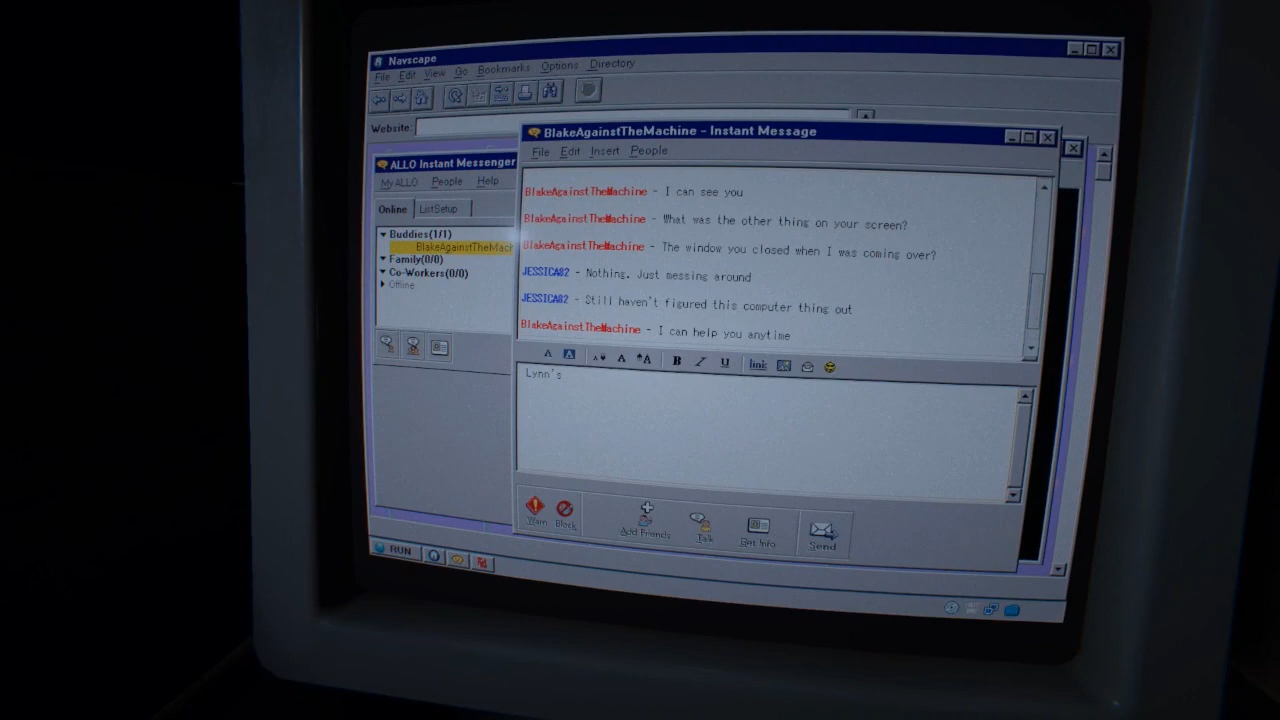 Navscape
File Edit View Go Bookmarks Options Directory
Website:
BlakeAgainstTheMachine - Instant Message
File Edit Insert People
ALLO Instant Messenger
My ALLO People Help
Online List Setup
Buddies(1/1)
BlakeAgainstTheMach
Family(0/0)
Co-Workers(0/0)
Offline
BlakeAgainstTheMachine - I can see you
BlakeAgainstTheMachine - What was the other thing on your screen?
BlakeAgainstTheMachine - The window you closed when I was coming over?
JESSICA82 - Nothing. Just messing around
JESSICA82 - Still haven't figured this computer thing out
BlakeAgainstTheMachine - I can help you anytime
A A A A A B I U link
Lynn's
Warn Block Add Friends Talk Get Info Send
RUN